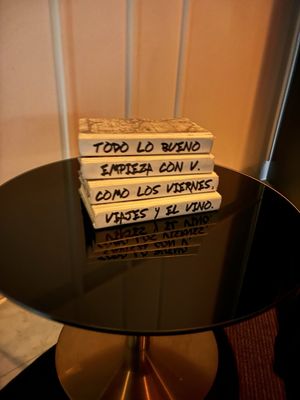 TODO LO BUENO
EMPIEZA CON V.
COMO LOS VIERNES.
VIAJES Y EL VINO.